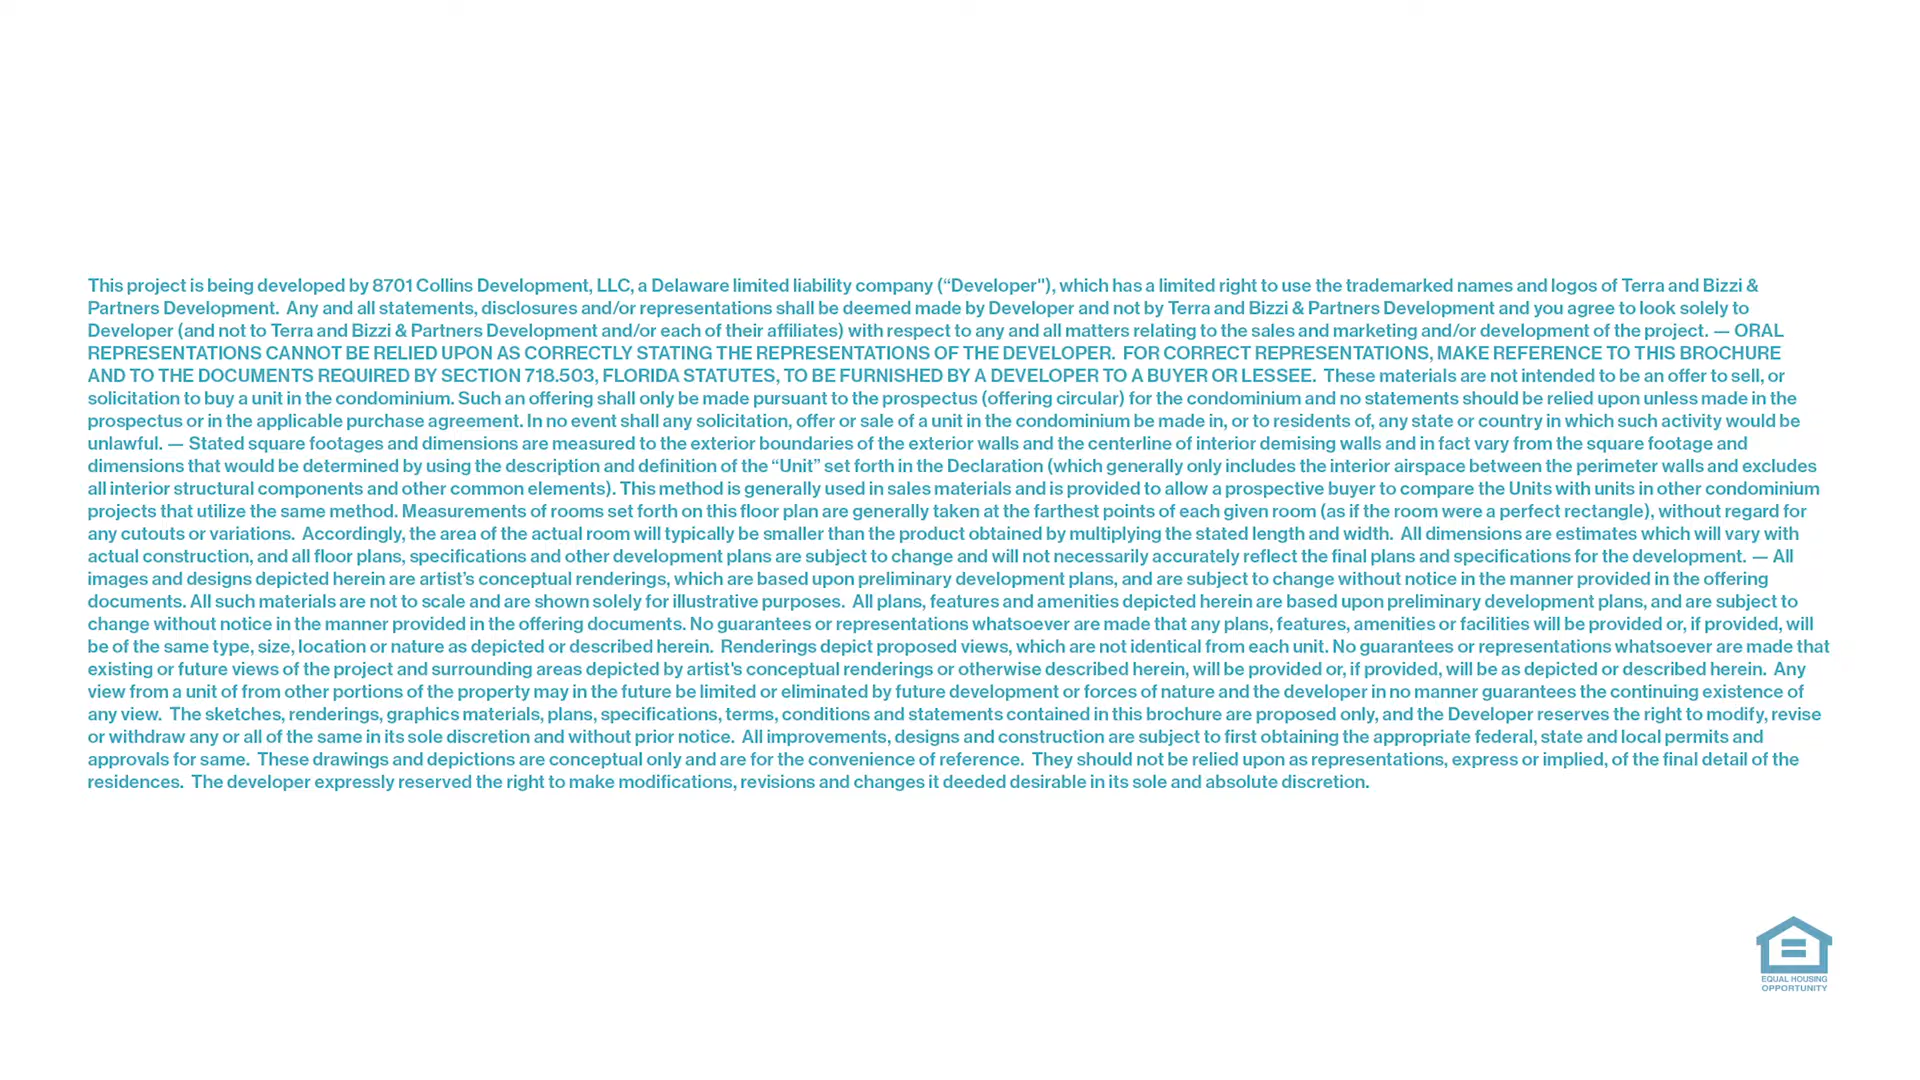 This project is being developed by 8701 Collins Development, LLC, a Delaware limited liability company (“Developer"), which has a limited right to use the trademarked names and logos of Terra and Bizzi &
Partners Development.  Any and all statements, disclosures and/or representations shall be deemed made by Developer and not by Terra and Bizzi & Partners Development and you agree to look solely to
Developer (and not to Terra and Bizzi & Partners Development and/or each of their affiliates) with respect to any and all matters relating to the sales and marketing and/or development of the project. — ORAL
REPRESENTATIONS CANNOT BE RELIED UPON AS CORRECTLY STATING THE REPRESENTATIONS OF THE DEVELOPER.  FOR CORRECT REPRESENTATIONS, MAKE REFERENCE TO THIS BROCHURE
AND TO THE DOCUMENTS REQUIRED BY SECTION 718.503, FLORIDA STATUTES, TO BE FURNISHED BY A DEVELOPER TO A BUYER OR LESSEE.  These materials are not intended to be an offer to sell, or
solicitation to buy a unit in the condominium. Such an offering shall only be made pursuant to the prospectus (offering circular) for the condominium and no statements should be relied upon unless made in the
prospectus or in the applicable purchase agreement. In no event shall any solicitation, offer or sale of a unit in the condominium be made in, or to residents of, any state or country in which such activity would be
unlawful. — Stated square footages and dimensions are measured to the exterior boundaries of the exterior walls and the centerline of interior demising walls and in fact vary from the square footage and
dimensions that would be determined by using the description and definition of the “Unit” set forth in the Declaration (which generally only includes the interior airspace between the perimeter walls and excludes
all interior structural components and other common elements). This method is generally used in sales materials and is provided to allow a prospective buyer to compare the Units with units in other condominium
projects that utilize the same method. Measurements of rooms set forth on this floor plan are generally taken at the farthest points of each given room (as if the room were a perfect rectangle), without regard for
any cutouts or variations.  Accordingly, the area of the actual room will typically be smaller than the product obtained by multiplying the stated length and width.  All dimensions are estimates which will vary with
actual construction, and all floor plans, specifications and other development plans are subject to change and will not necessarily accurately reflect the final plans and specifications for the development. — All
images and designs depicted herein are artist’s conceptual renderings, which are based upon preliminary development plans, and are subject to change without notice in the manner provided in the offering
documents. All such materials are not to scale and are shown solely for illustrative purposes.  All plans, features and amenities depicted herein are based upon preliminary development plans, and are subject to
change without notice in the manner provided in the offering documents. No guarantees or representations whatsoever are made that any plans, features, amenities or facilities will be provided or, if provided, will
be of the same type, size, location or nature as depicted or described herein.  Renderings depict proposed views, which are not identical from each unit. No guarantees or representations whatsoever are made that
existing or future views of the project and surrounding areas depicted by artist's conceptual renderings or otherwise described herein, will be provided or, if provided, will be as depicted or described herein.  Any
view from a unit of from other portions of the property may in the future be limited or eliminated by future development or forces of nature and the developer in no manner guarantees the continuing existence of
any view.  The sketches, renderings, graphics materials, plans, specifications, terms, conditions and statements contained in this brochure are proposed only, and the Developer reserves the right to modify, revise
or withdraw any or all of the same in its sole discretion and without prior notice.  All improvements, designs and construction are subject to first obtaining the appropriate federal, state and local permits and
approvals for same.  These drawings and depictions are conceptual only and are for the convenience of reference.  They should not be relied upon as representations, express or implied, of the final detail of the
residences.  The developer expressly reserved the right to make modifications, revisions and changes it deeded desirable in its sole and absolute discretion.
EQUAL HOUSING
OPPORTUNITY